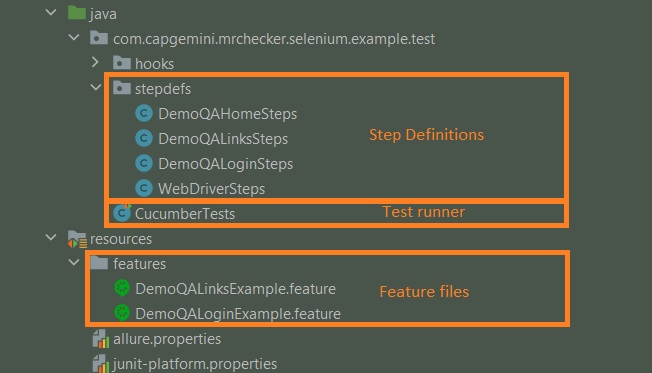 java
com.capgemini.mrchecker.selenium.example.test
hooks
stepdefs
DemoQAHomeSteps
DemoQALinksSteps
Step Definitions
DemoQALoginSteps
WebDriverSteps
CucumberTests
Test runner
resources
features
DemoQALinksExample.feature
Feature files
DemoQALoginExample.feature
allure.properties
junit-platform.properties